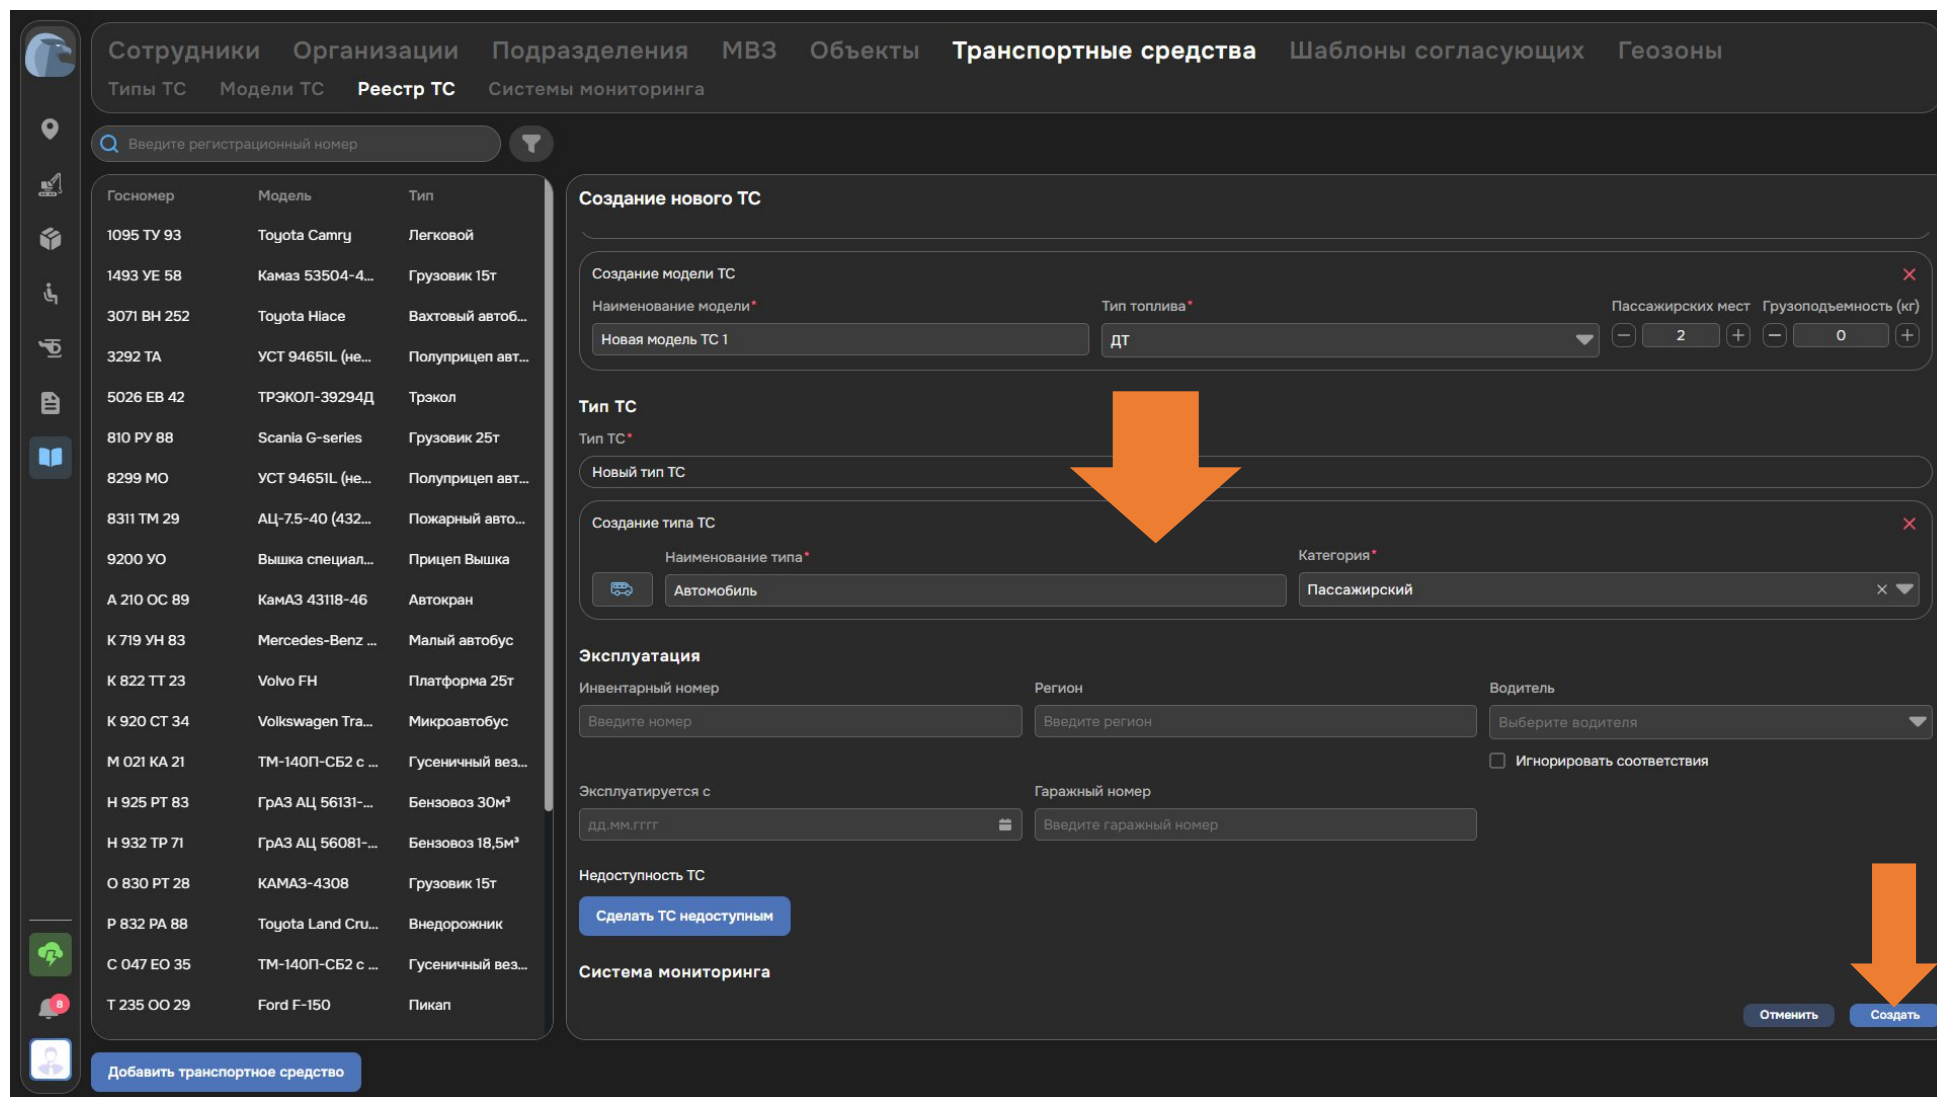 Сотрудники Организации Подразделения МВЗ Объекты Транспортные средства Шаблоны согласующих Геозоны
Типы ТС Модели ТС Реестр ТС Системы мониторинга
Введите регистрационный номер
Госномер Модель Тип
1095 ТУ 93 Toyota Camry Легковой
1493 УЕ 58 Камаз 53504-4... Грузовик 15т
3071 ВН 252 Toyota Hiace Вахтовый автоб...
3292 ТА УСТ 94651L (не... Полуприцеп авт...
5026 ЕВ 42 ТРЭКОЛ-39294Д Трэкол
810 РУ 88 Scania G-series Грузовик 25т
8299 МО УСТ 94651L (не... Полуприцеп авт...
8311 ТМ 29 АЦ-7.5-40 (432... Пожарный авто...
9200 УО Вышка специал... Прицеп Вышка
А 210 ОС 89 КамАЗ 43118-46 Автокран
К 719 УН 83 Mercedes-Benz ... Малый автобус
К 822 ТТ 23 Volvo FH Платформа 25т
К 920 СТ 34 Volkswagen Tra... Микроавтобус
М 021 КА 21 ТМ-140П-СБ2 с ... Гусеничный вез...
Н 925 РТ 83 ГрАЗ АЦ 56131-... Бензовоз 30м³
Н 932 ТР 71 ГрАЗ АЦ 56081-... Бензовоз 18,5м³
О 830 РТ 28 КАМАЗ-4308 Грузовик 15т
Р 832 РА 88 Toyota Land Cru... Внедорожник
С 047 ЕО 35 ТМ-140П-СБ2 с ... Гусеничный вез...
Т 235 ОО 29 Ford F-150 Пикап
Добавить транспортное средство
8
Создание нового ТС
Создание модели ТС
Наименование модели* Тип топлива* Пассажирских мест Грузоподъемность (кг)
Новая модель ТС 1 ДТ 2 0
Тип ТС
Тип ТС*
Новый тип ТС
Создание типа ТС
Наименование типа* Категория*
Автомобиль Пассажирский
Эксплуатация
Инвентарный номер Регион Водитель
Введите номер Введите регион Выберите водителя
Игнорировать соответствия
Эксплуатируется с Гаражный номер
дд.мм.гггг Введите гаражный номер
Недоступность ТС
Сделать ТС недоступным
Система мониторинга
Отменить Создать